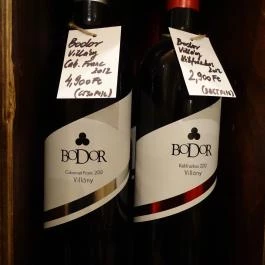 Bodor
Villány
Cab. Franc
2012
4,900 Ft
BODOR
Cabernet Franc 2012
Villány
Bodor
Villány
Kékfrankos
2012
2,900 Ft
BODOR
Kékfrankos 2012
Villány